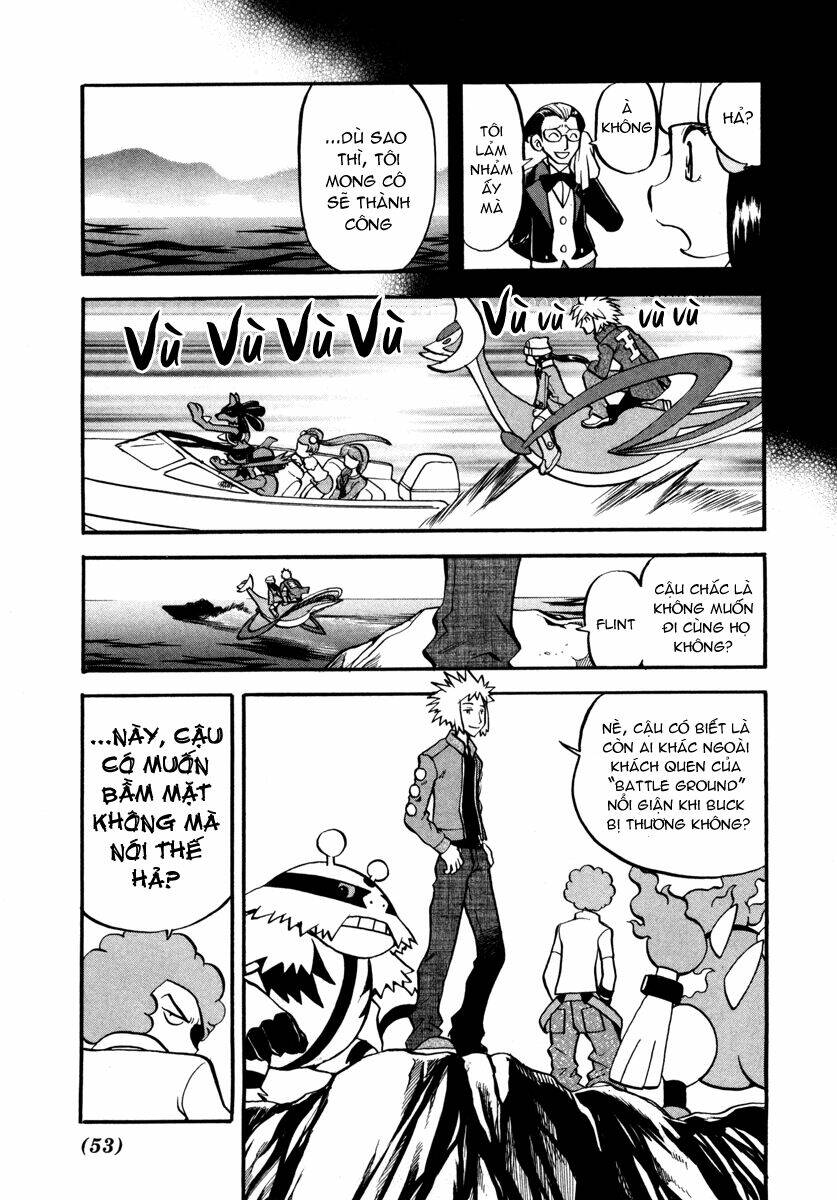 HẢ?
À
KHÔNG
TÔI
LẢM
NHẢM
ẤY
MÀ
...DÙ SAO
THÌ, TÔI
MONG CÔ
SẼ THÀNH
CÔNG
VÙ VÙ
VÙ VÙ
VÙ VÙ VÙ VÙ
CẬU CHẮC LÀ
KHÔNG MUỐN
ĐI CÙNG HỌ
KHÔNG?
FLINT
NÈ, CẬU CÓ BIẾT LÀ
CÒN AI KHÁC NGOÀI
KHÁCH QUEN CỦA
"BATTLE GROUND"
NỔI GIẬN KHI BUCK
BỊ THƯƠNG KHÔNG?
...NÀY, CẬU
CÓ MUỐN
BẦM MẶT
KHÔNG MÀ
NÓI THẾ
HẢ?
(53)